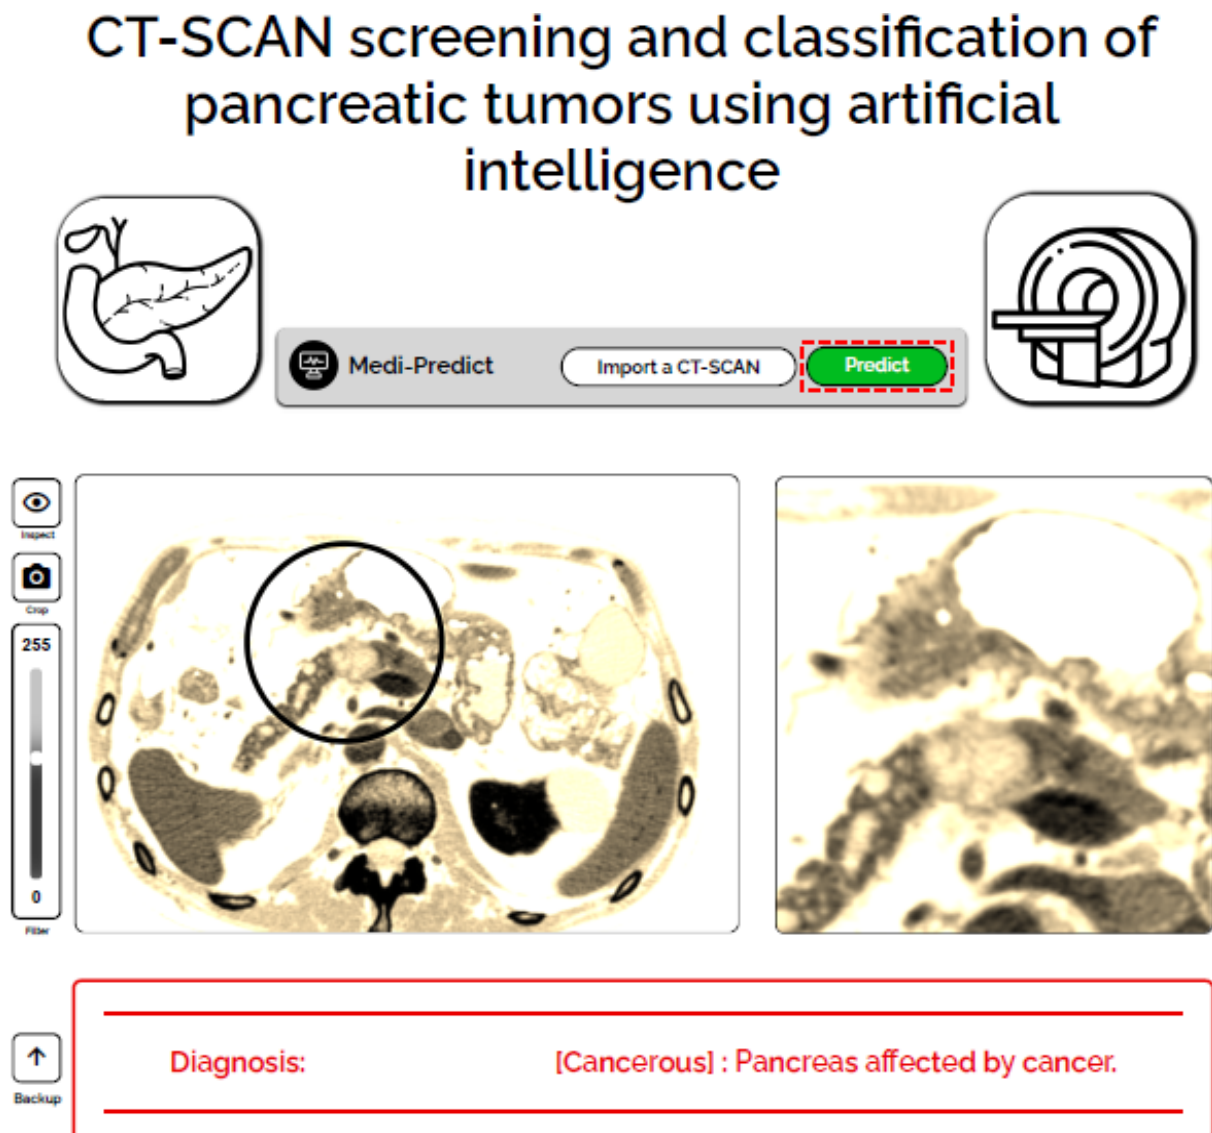 CT-SCAN screening and classification of
pancreatic tumors using artificial
intelligence
Medi-Predict
Import a CT-SCAN
Predict
Inspect
Crop
255
0
Filter
Diagnosis:
[Cancerous] : Pancreas affected by cancer.
Backup